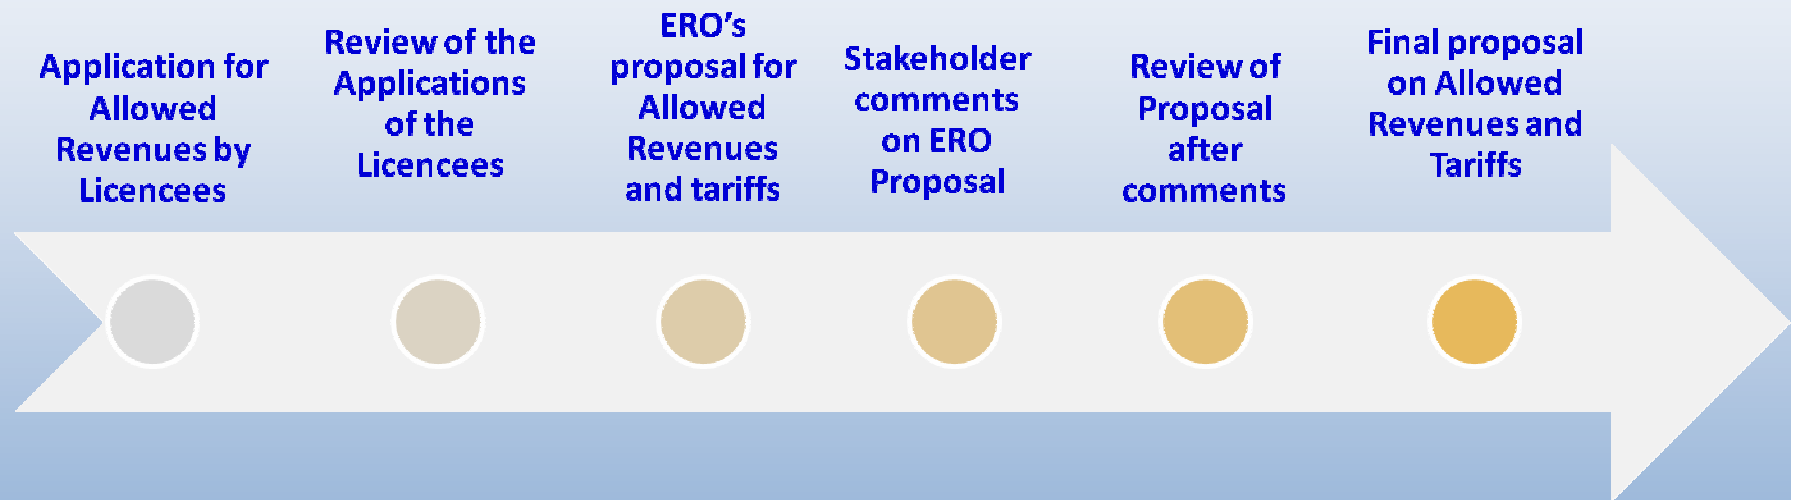 Application for
Allowed
Revenues by
Licencees
Review of the
Applications
of the
Licencees
ERO's
proposal for
Allowed
Revenues
and tariffs
Stakeholder
comments
on ERO
Proposal
Review of
Proposal
after
comments
Final proposal
on Allowed
Revenues and
Tariffs